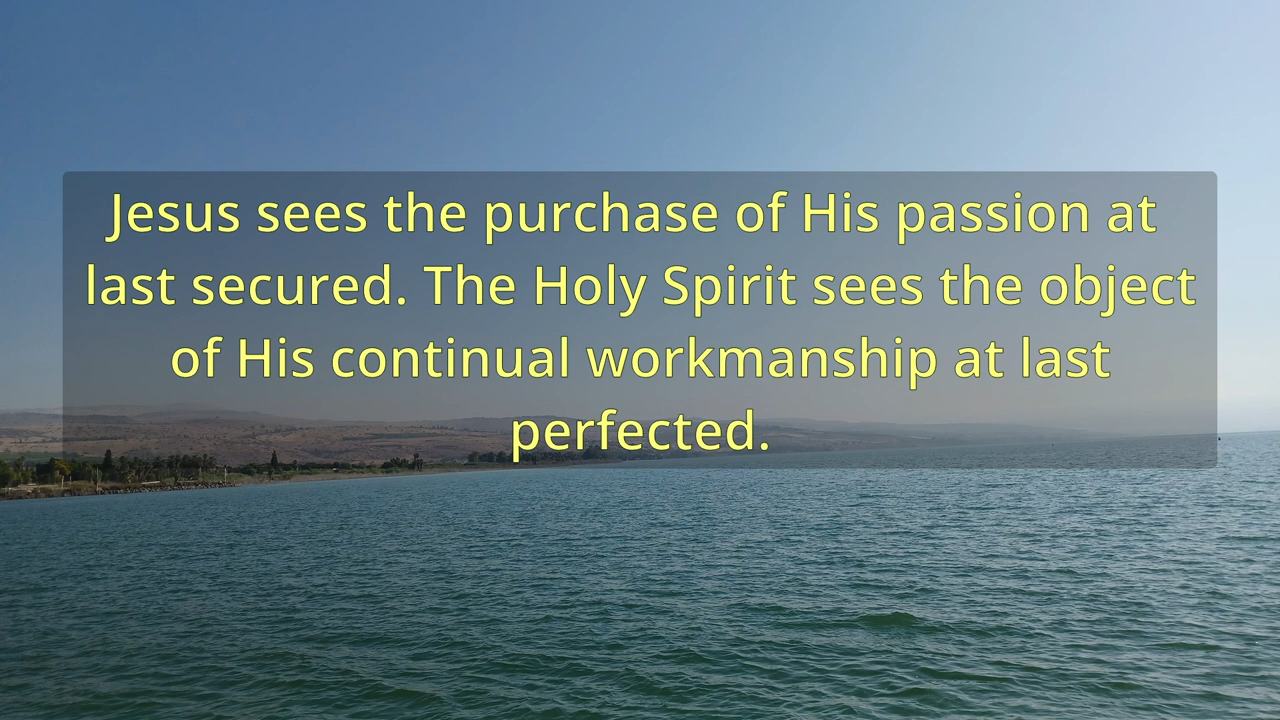 Jesus sees the purchase of His passion at
last secured. The Holy Spirit sees the object
of His continual workmanship at last
perfected.